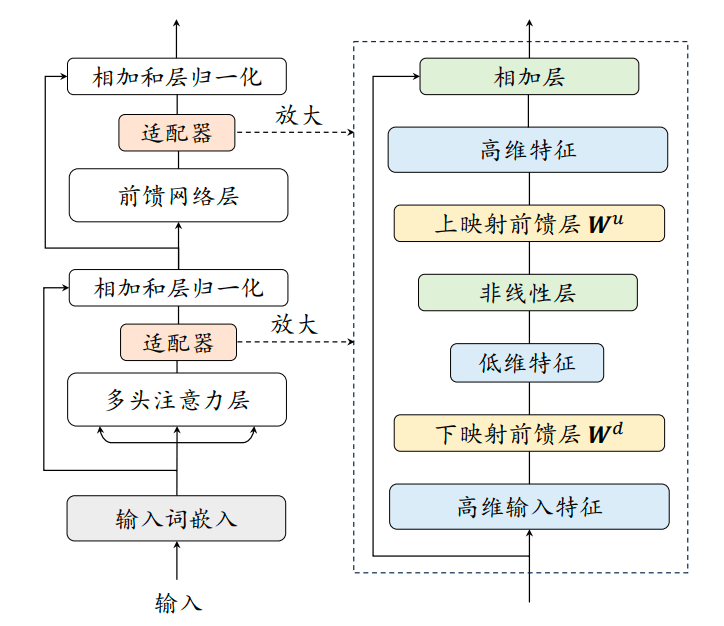 相加和层归一化
适配器
放大
前馈网络层
相加和层归一化
适配器
放大
多头注意力层
输入词嵌入
输入
相加层
高维特征
上映射前馈层 W^u
非线性层
低维特征
下映射前馈层 W^d
高维输入特征